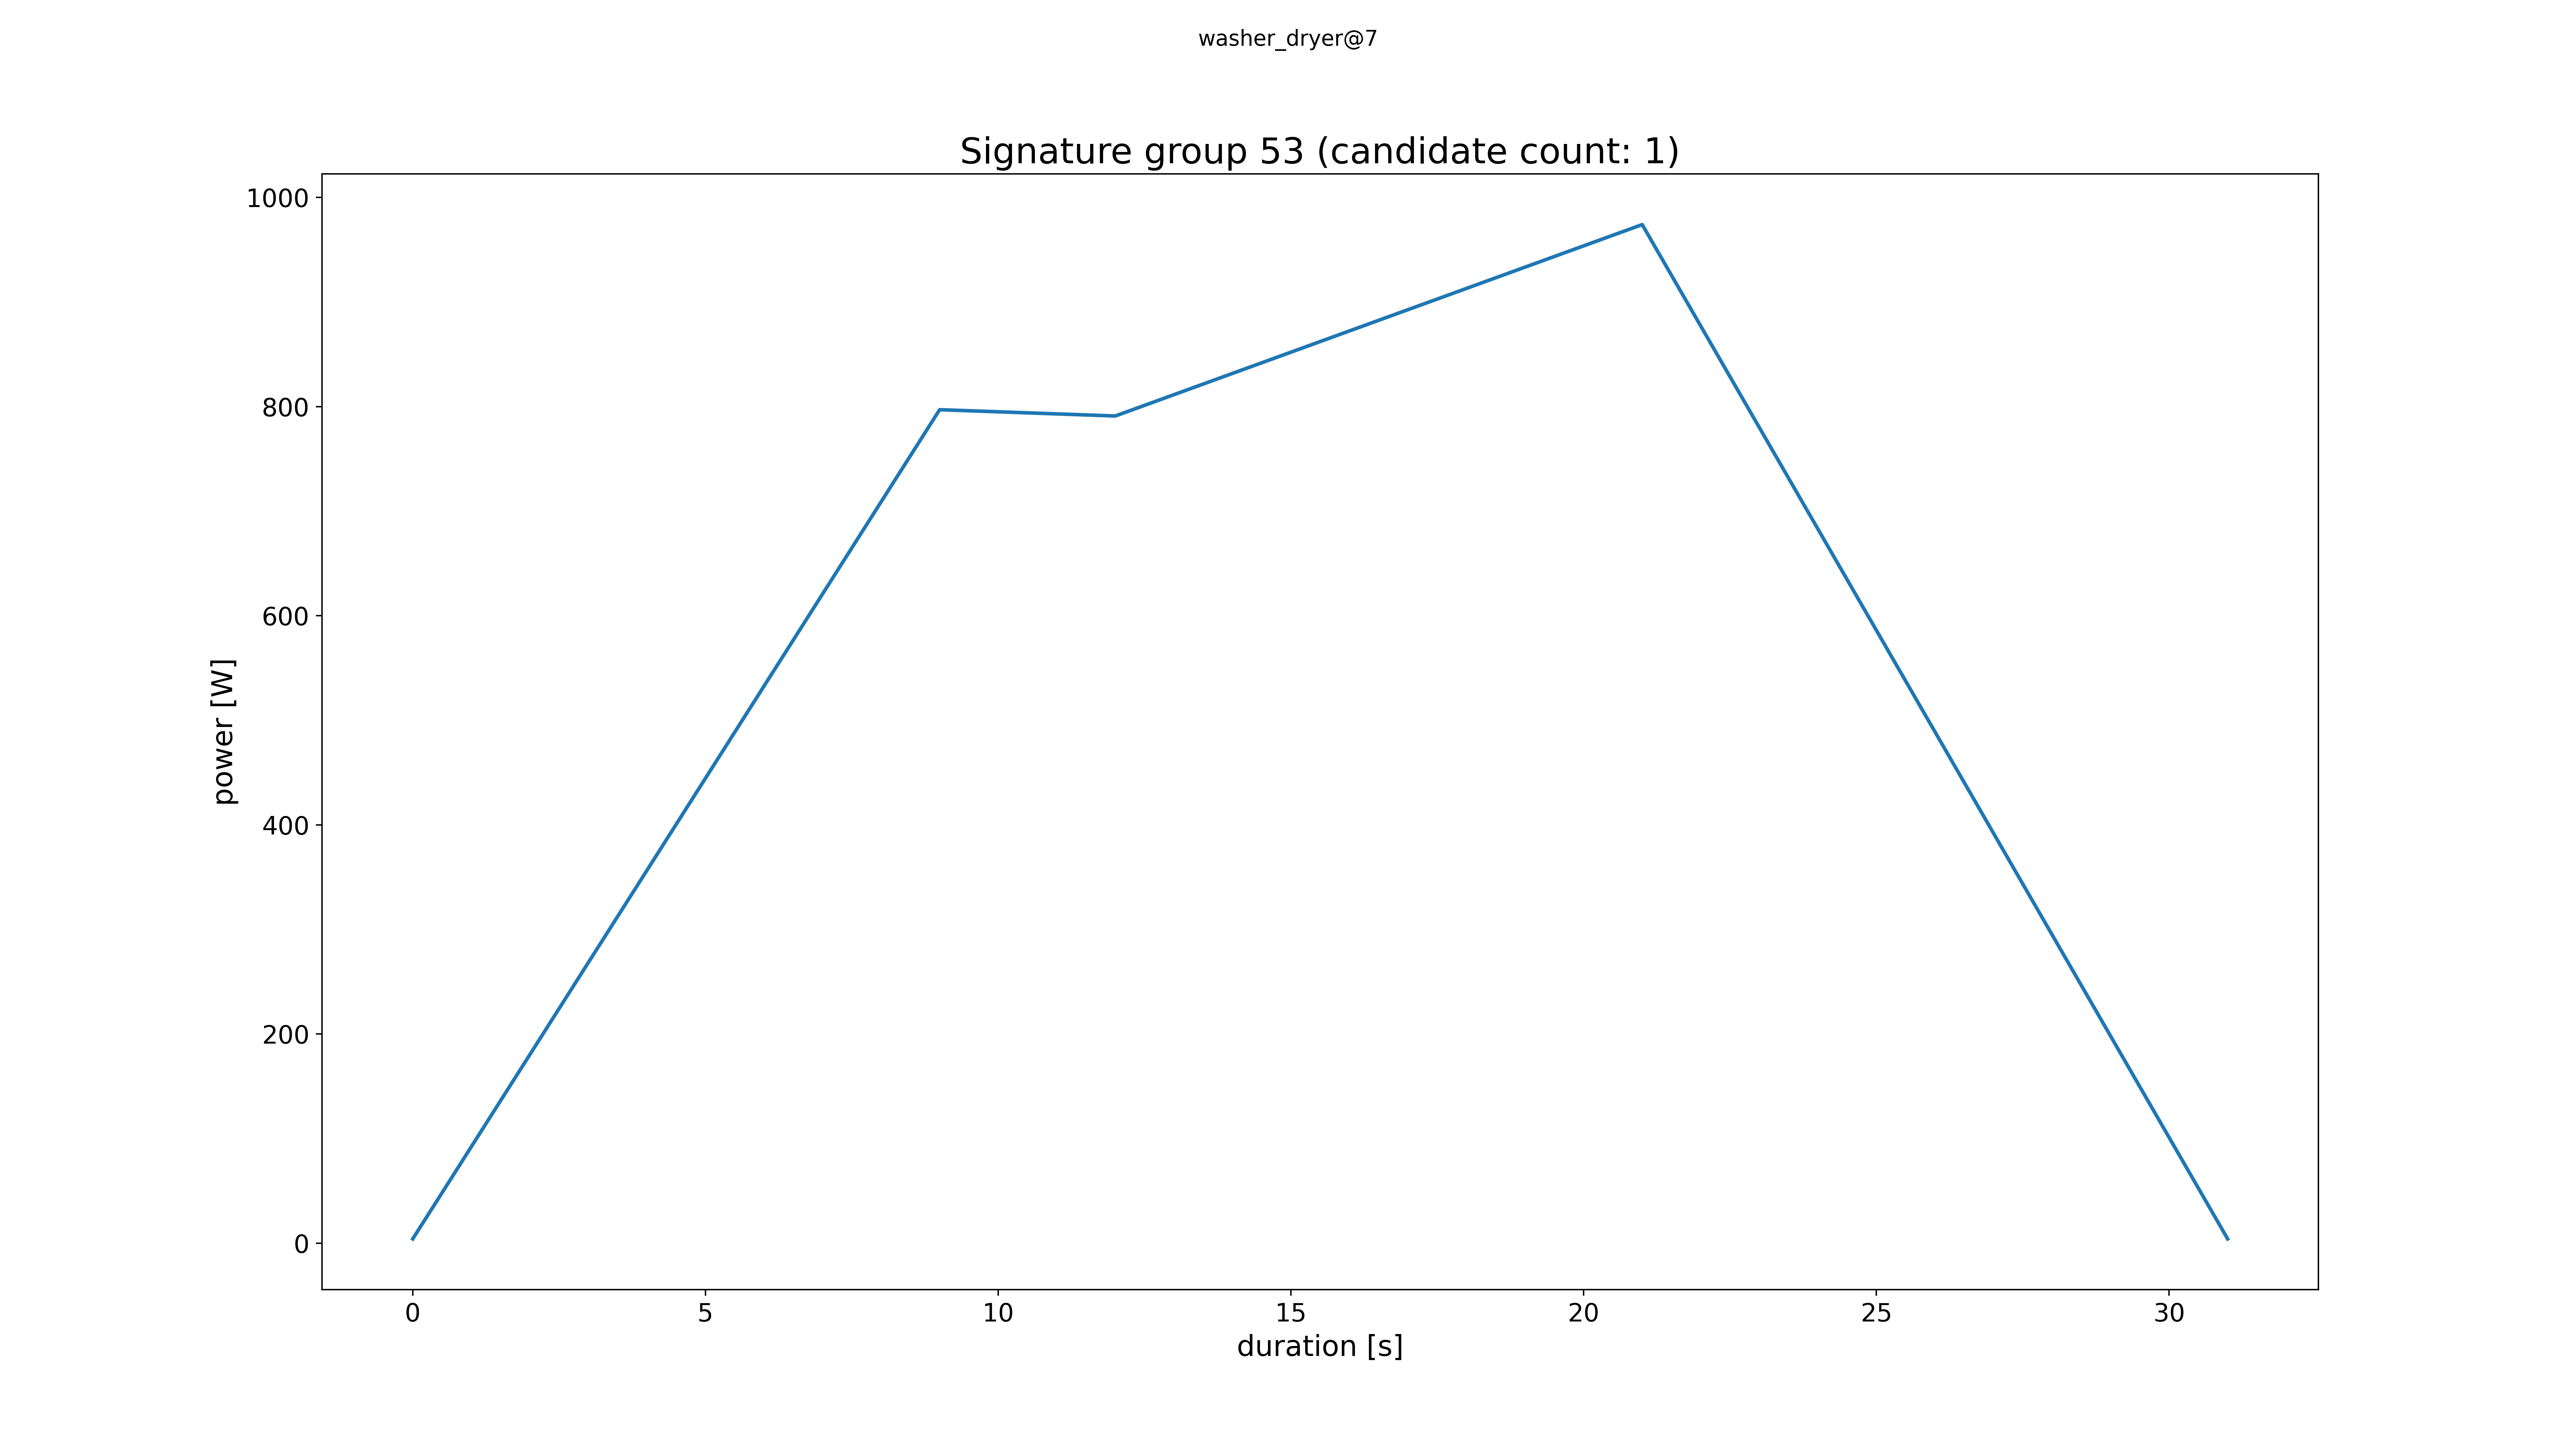 washer_dryer@7
Signature group 53 (candidate count: 1)
1000
800
600
400
200
0
power [W]
0 5 10 15 20 25 30
duration [s]